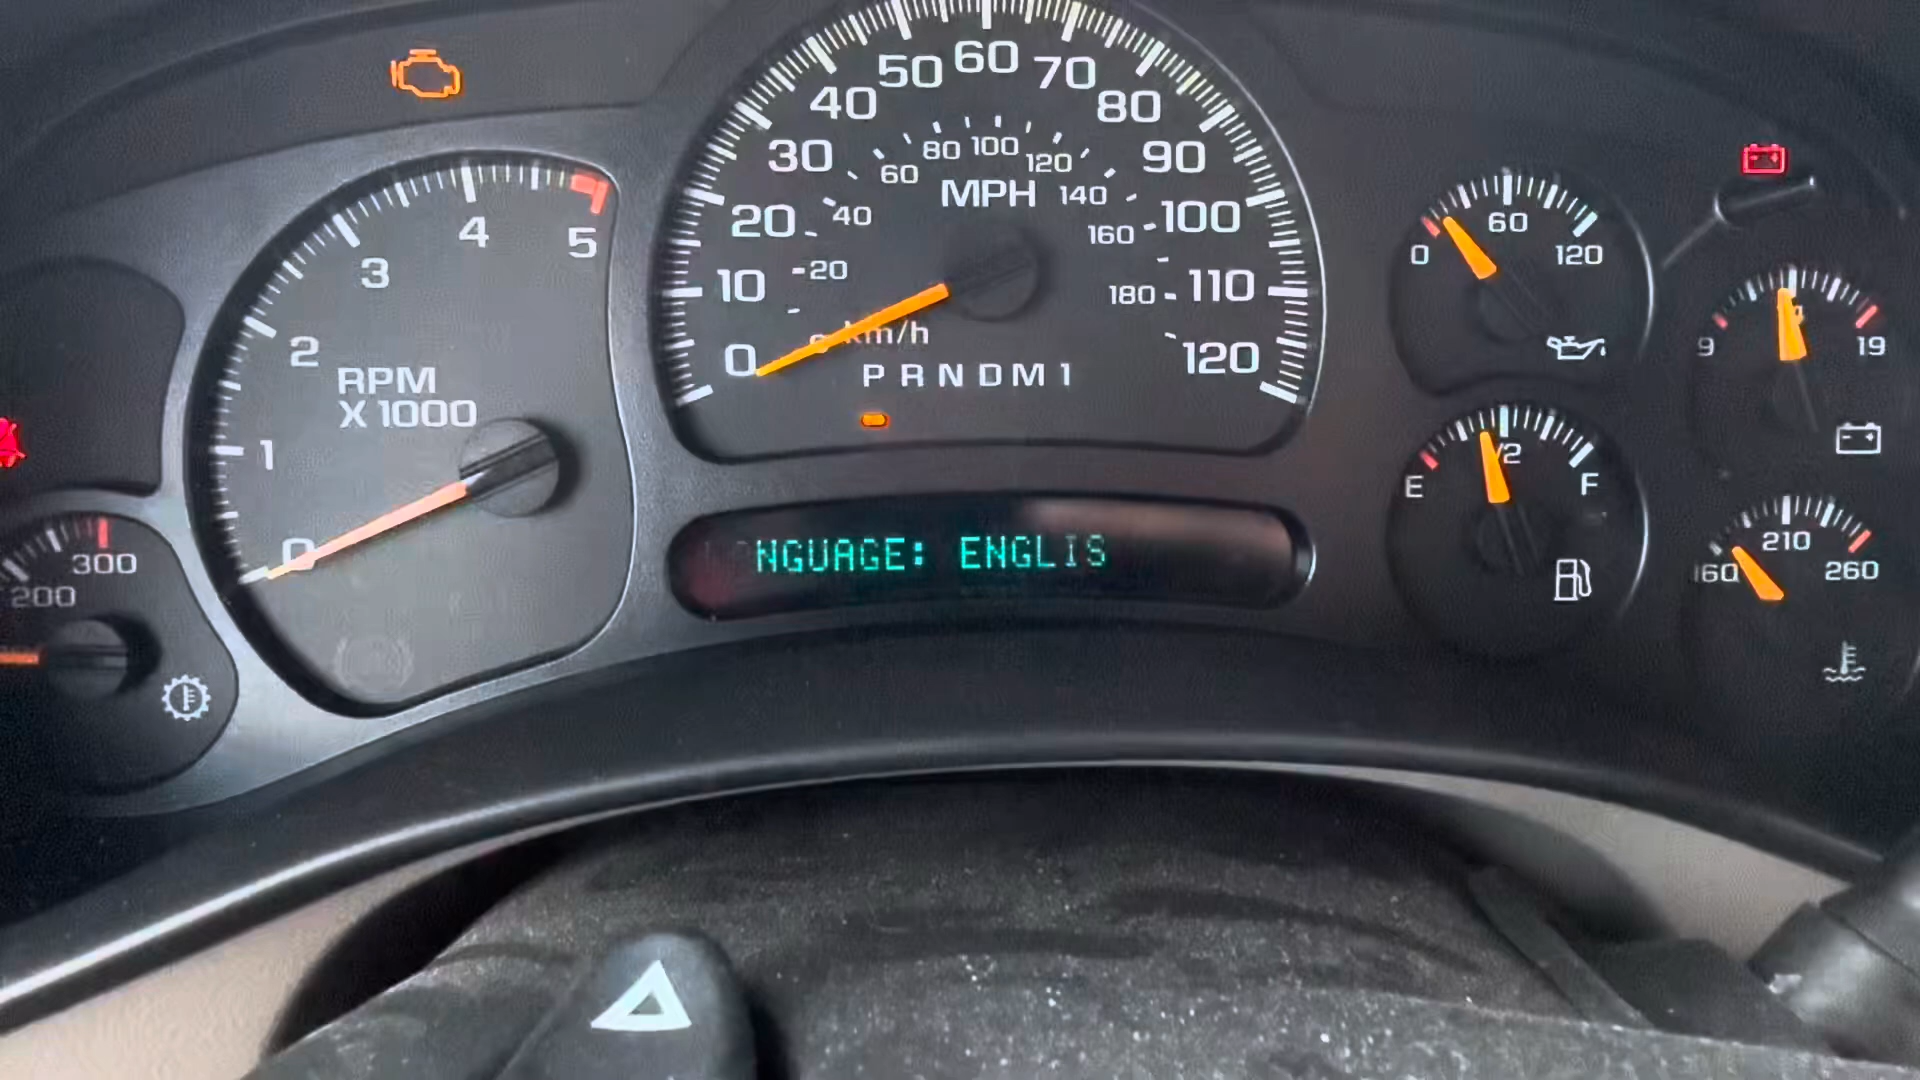 50 60 70
40 80
30 60 80 100 120 90
MPH 140
20 40 160 100
10 20 180 110
0 km/h 120
PRNDM1
5
4
3
2
1
0
RPM
X 1000
300
200
NGUAGE: ENGLIS
0 60 120
9 19
E /2 F
160 210 260